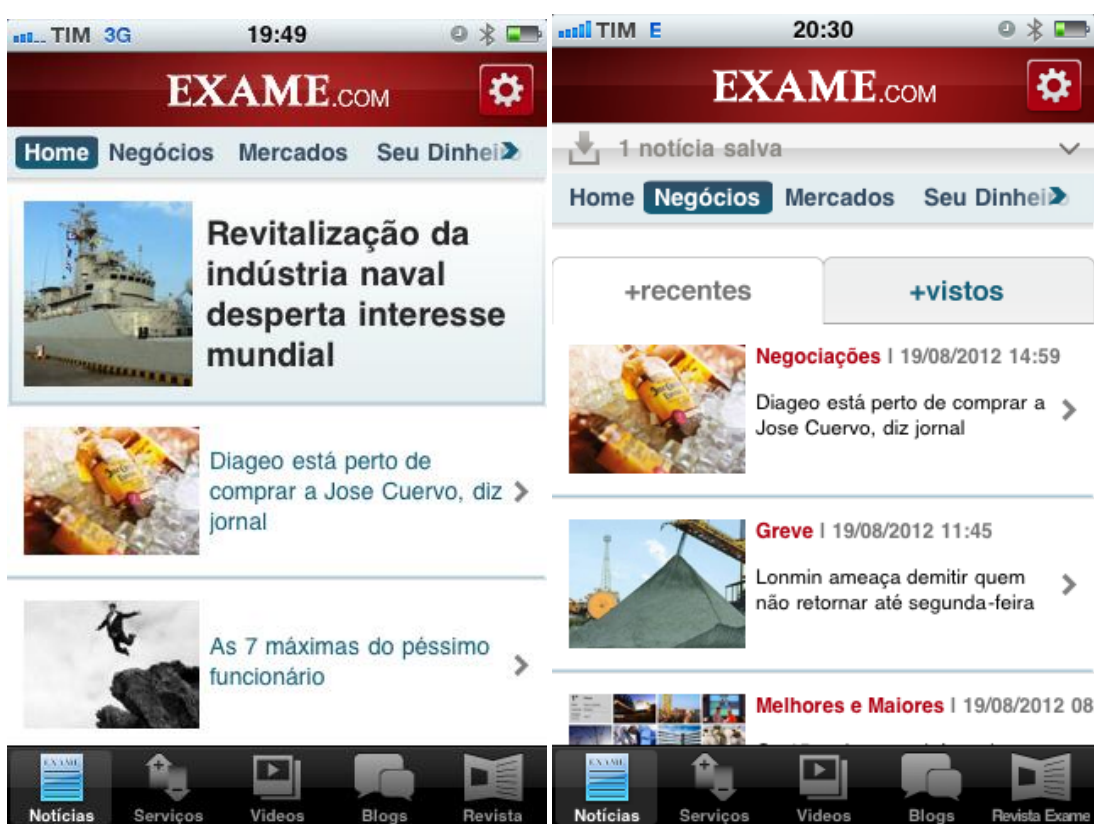 TIM 3G 19:49
EXAME.COM
Home Negócios Mercados Seu Dinhei
Revitalização da
indústria naval
desperta interesse
mundial
Diageo está perto de
comprar a Jose Cuervo, diz
jornal
As 7 máximas do péssimo
funcionário
EXAME
Notícias Serviços Videos Blogs Revista
TIM E 20:30
EXAME.COM
1 notícia salva
Home Negócios Mercados Seu Dinhei
+recentes +vistos
Negociações | 19/08/2012 14:59
Diageo está perto de comprar a
Jose Cuervo, diz jornal
Greve | 19/08/2012 11:45
Lonmin ameaça demitir quem
não retornar até segunda-feira
Melhores e Maiores | 19/08/2012 08
EXAME
Notícias Serviços Videos Blogs Revista Exame